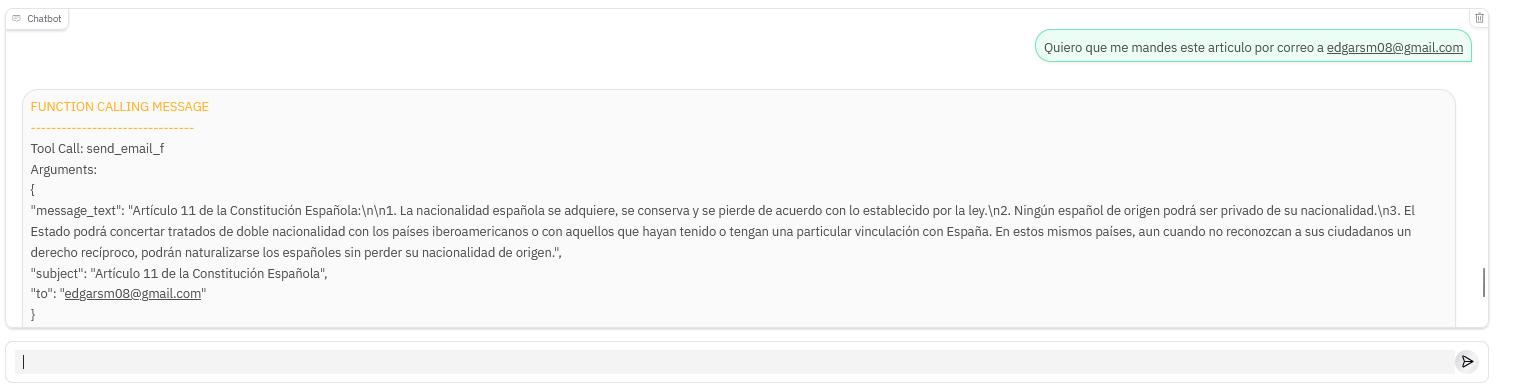 Chatbot
Quiero que me mandes este articulo por correo a edgarsm08@gmail.com
FUNCTION CALLING MESSAGE
--------------------------------
Tool Call: send_email_f
Arguments:
{
"message_text": "Artículo 11 de la Constitución Española:\n\n1. La nacionalidad española se adquiere, se conserva y se pierde de acuerdo con lo establecido por la ley.\n2. Ningún español de origen podrá ser privado de su nacionalidad.\n3. El
Estado podrá concertar tratados de doble nacionalidad con los países iberoamericanos o con aquellos que hayan tenido o tengan una particular vinculación con España. En estos mismos países, aun cuando no reconozcan a sus ciudadanos un
derecho recíproco, podrán naturalizarse los españoles sin perder su nacionalidad de origen.",
"subject": "Artículo 11 de la Constitución Española",
"to": "edgarsm08@gmail.com"
}